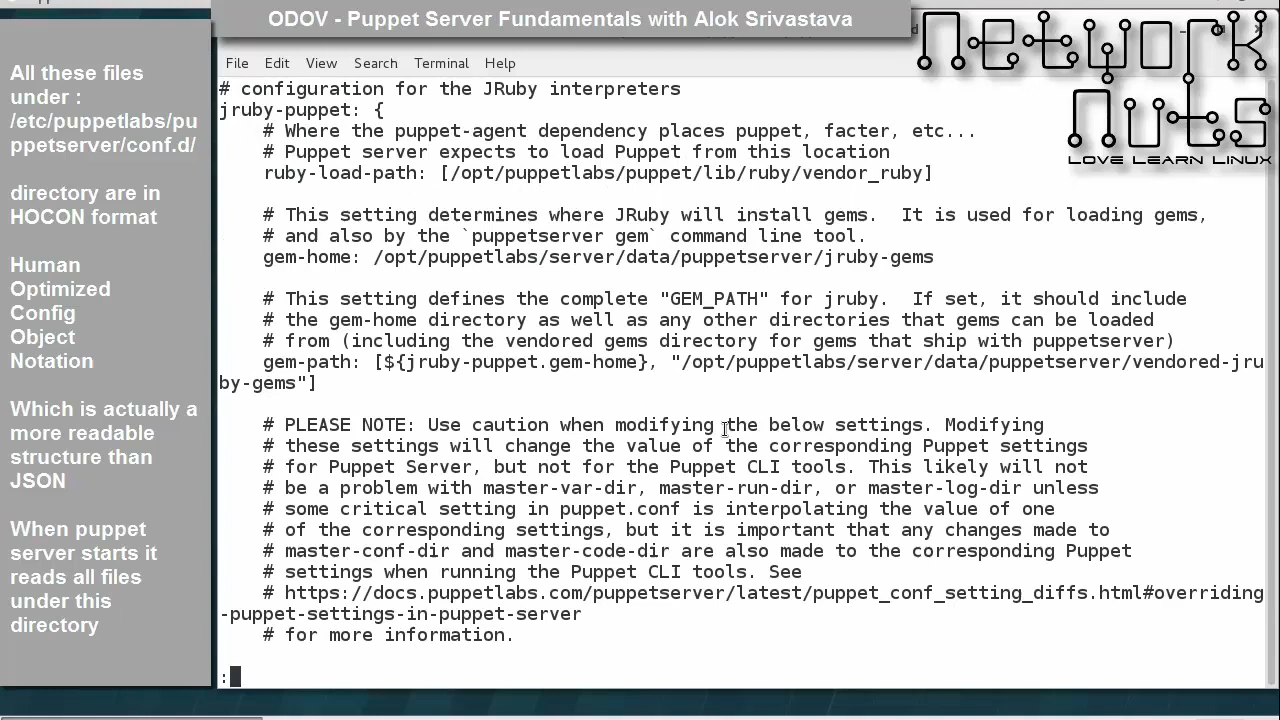 ODOV - Puppet Server Fundamentals with Alok Srivastava
Network
Nuts
LOVE LEARN LINUX
All these files
under :
/etc/puppetlabs/pu
ppetserver/conf.d/
directory are in
HOCON format
Human
Optimized
Config
Object
Notation
Which is actually a
more readable
structure than
JSON
When puppet
server starts it
reads all files
under this
directory
File Edit View Search Terminal Help
# configuration for the JRuby interpreters
jruby-puppet: {
    # Where the puppet-agent dependency places puppet, facter, etc...
    # Puppet server expects to load Puppet from this location
    ruby-load-path: [/opt/puppetlabs/puppet/lib/ruby/vendor_ruby]
    # This setting determines where JRuby will install gems.  It is used for loading gems,
    # and also by the `puppetserver gem` command line tool.
    gem-home: /opt/puppetlabs/server/data/puppetserver/jruby-gems
    # This setting defines the complete "GEM_PATH" for jruby.  If set, it should include
    # the gem-home directory as well as any other directories that gems can be loaded
    # from (including the vendored gems directory for gems that ship with puppetserver)
    gem-path: [${jruby-puppet.gem-home}, "/opt/puppetlabs/server/data/puppetserver/vendored-jru
by-gems"]
    # PLEASE NOTE: Use caution when modifying the below settings. Modifying
    # these settings will change the value of the corresponding Puppet settings
    # for Puppet Server, but not for the Puppet CLI tools. This likely will not
    # be a problem with master-var-dir, master-run-dir, or master-log-dir unless
    # some critical setting in puppet.conf is interpolating the value of one
    # of the corresponding settings, but it is important that any changes made to
    # master-conf-dir and master-code-dir are also made to the corresponding Puppet
    # settings when running the Puppet CLI tools. See
    # https://docs.puppetlabs.com/puppetserver/latest/puppet_conf_setting_diffs.html#overriding
-puppet-settings-in-puppet-server
    # for more information.
: